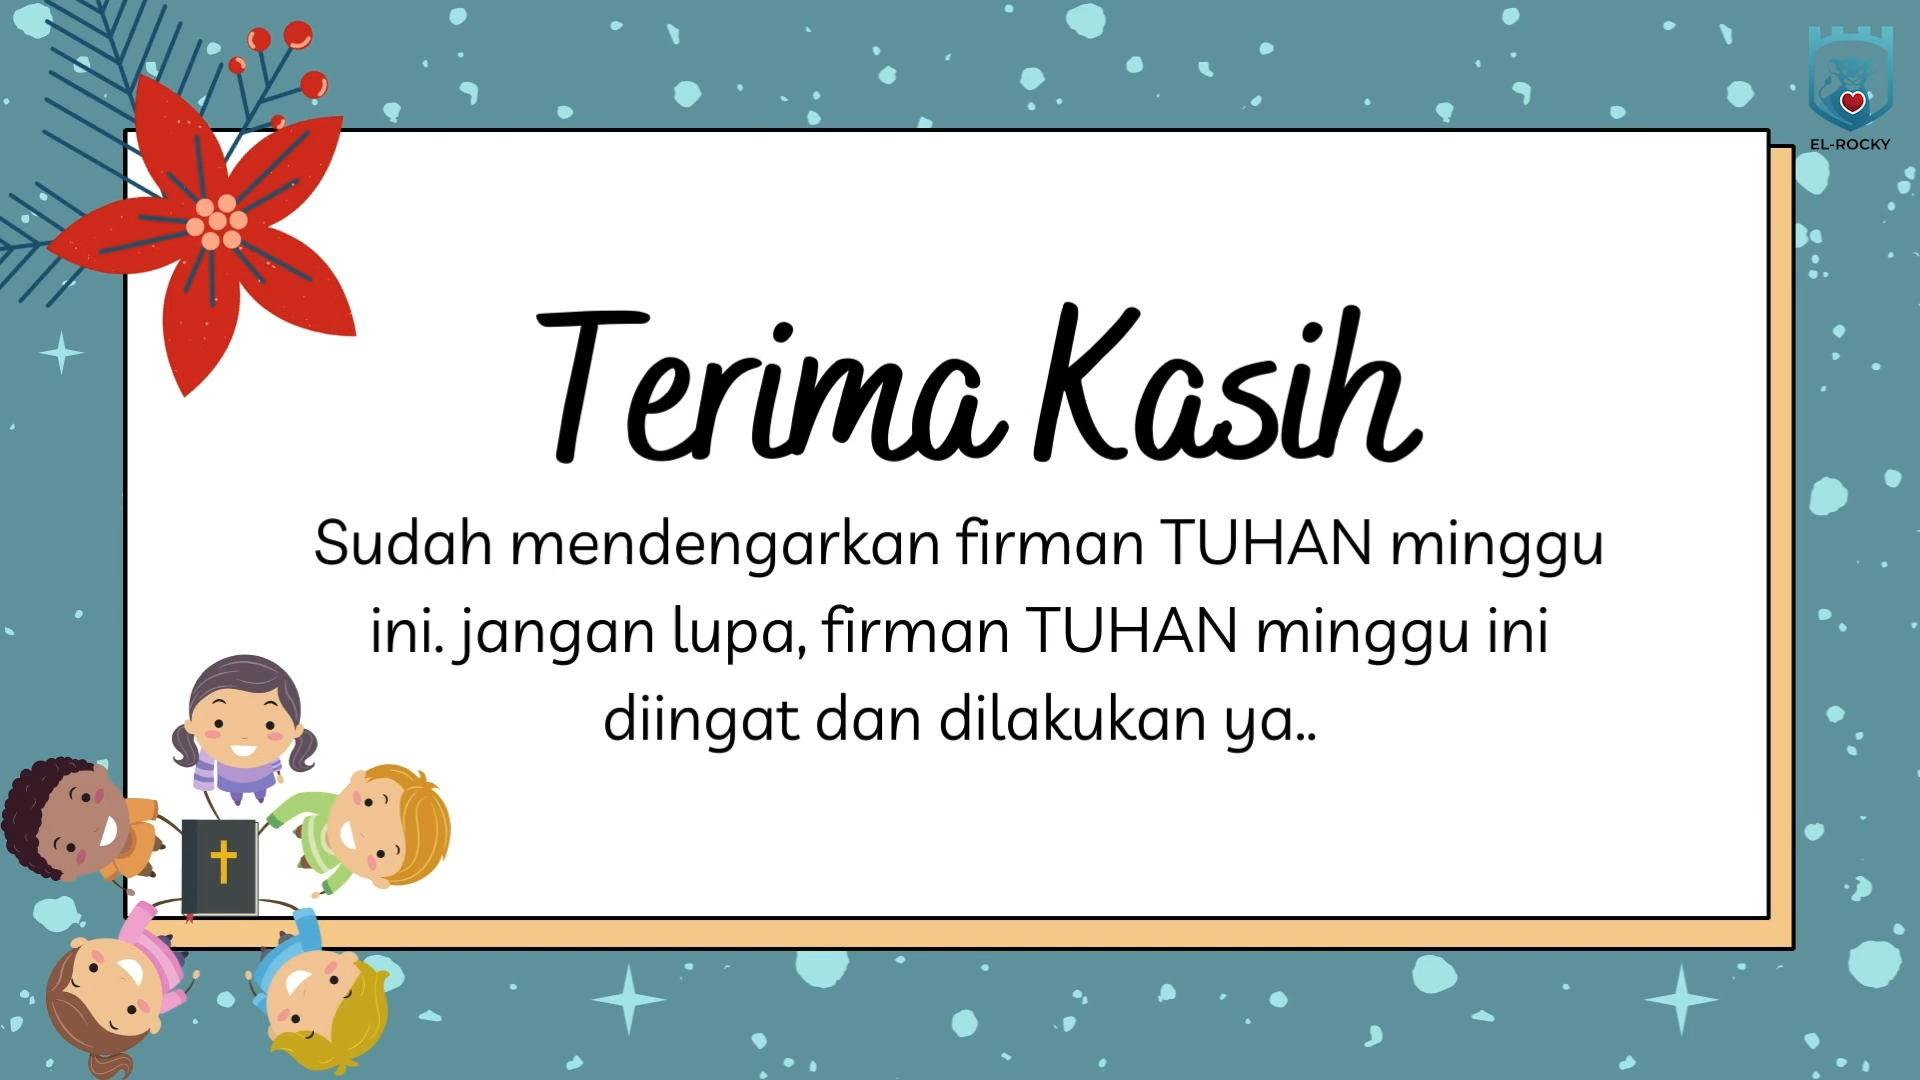 EL-ROCKY
Terima Kasih
Sudah mendengarkan firman TUHAN minggu
ini. jangan lupa, firman TUHAN minggu ini
diingat dan dilakukan ya..